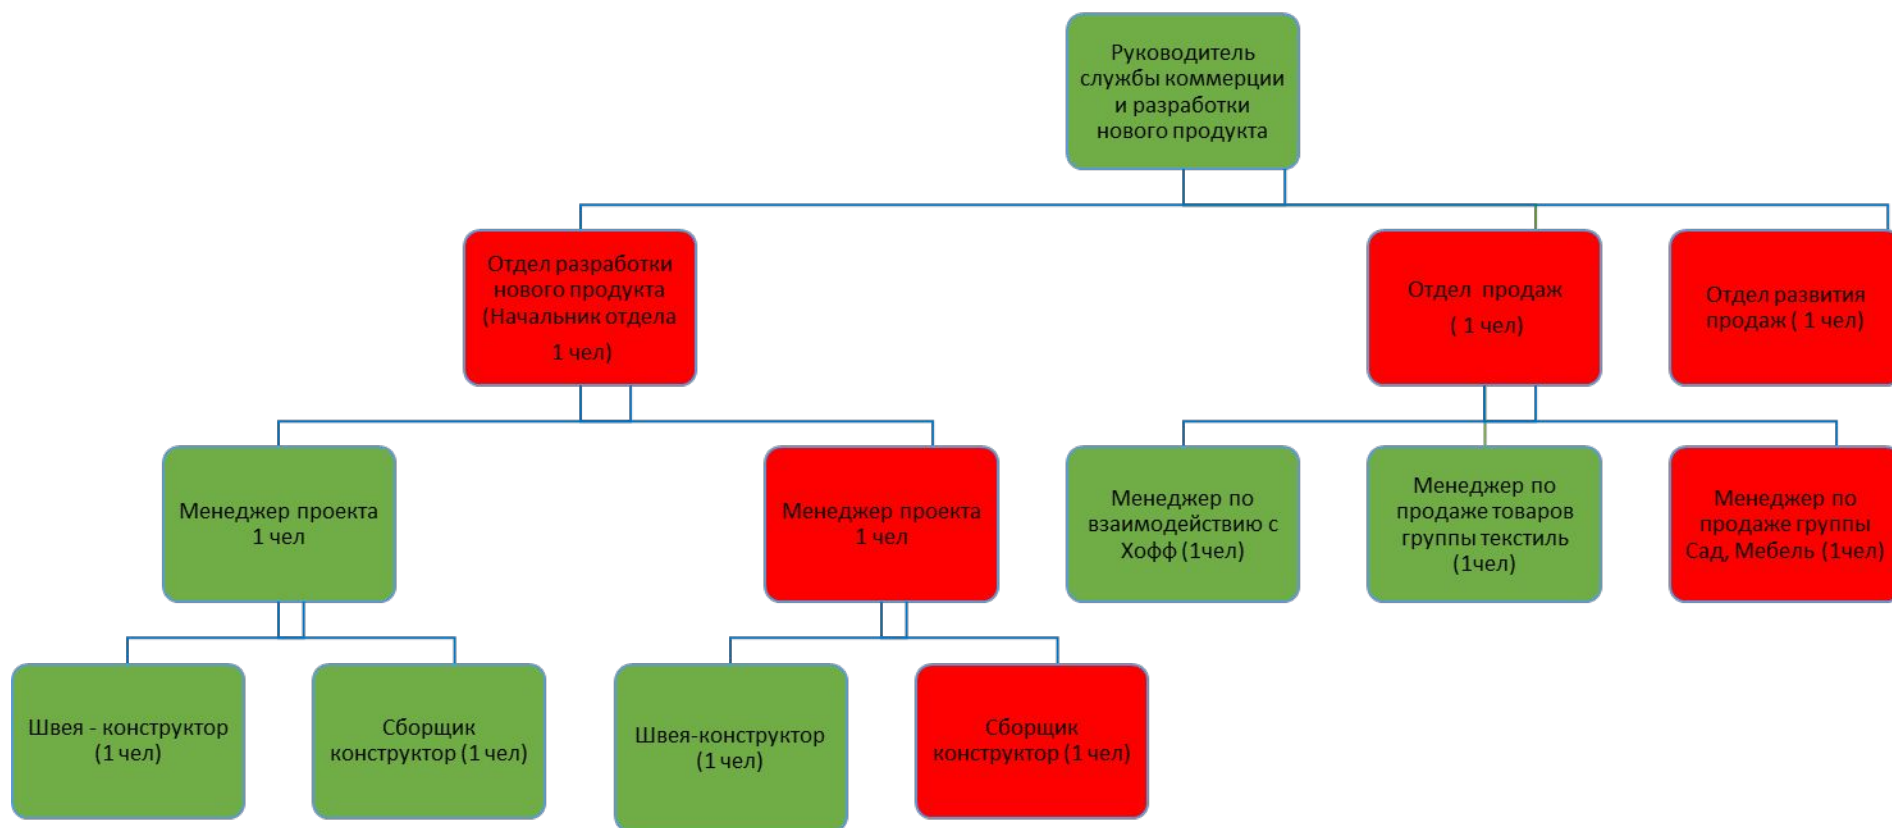 Руководитель
службы коммерции
и разработки
нового продукта
Отдел разработки
нового продукта
(Начальник отдела
1 чел)
Отдел  продаж
( 1 чел)
Отдел развития
продаж ( 1 чел)
Менеджер проекта
1 чел
Менеджер проекта
1 чел
Менеджер по
взаимодействию с
Хофф (1чел)
Менеджер по
продаже товаров
группы текстиль
(1чел)
Менеджер по
продаже группы
Сад, Мебель (1чел)
Швея - конструктор
(1 чел)
Сборщик
конструктор (1 чел)
Швея-конструктор
(1 чел)
Сборщик
конструктор (1 чел)